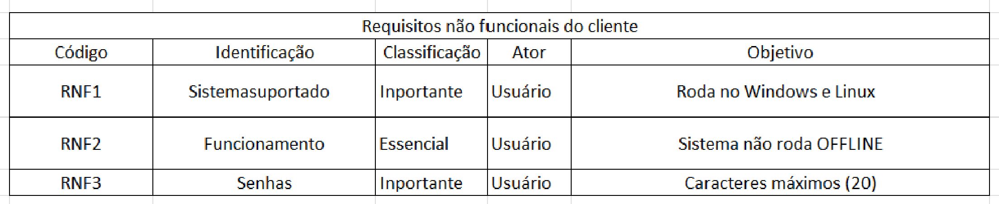 Requisitos não funcionais do cliente
Código Identificação Classificação Ator Objetivo
RNF1 Sistemasuportado Inportante Usuário Roda no Windows e Linux
RNF2 Funcionamento Essencial Usuário Sistema não roda OFFLINE
RNF3 Senhas Inportante Usuário Caracteres máximos (20)